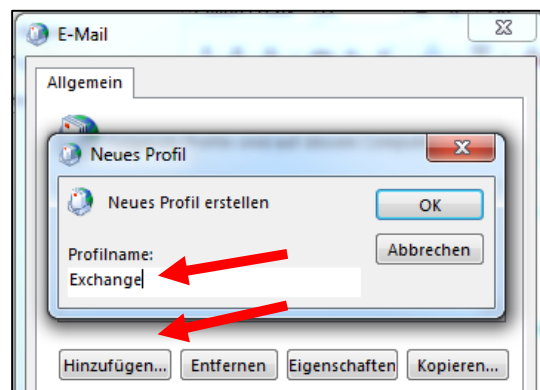 E-Mail
Allgemein
Neues Profil
Neues Profil erstellen
OK
Profilname:
Abbrechen
Exchange
Hinzufügen... Entfernen Eigenschaften Kopieren...